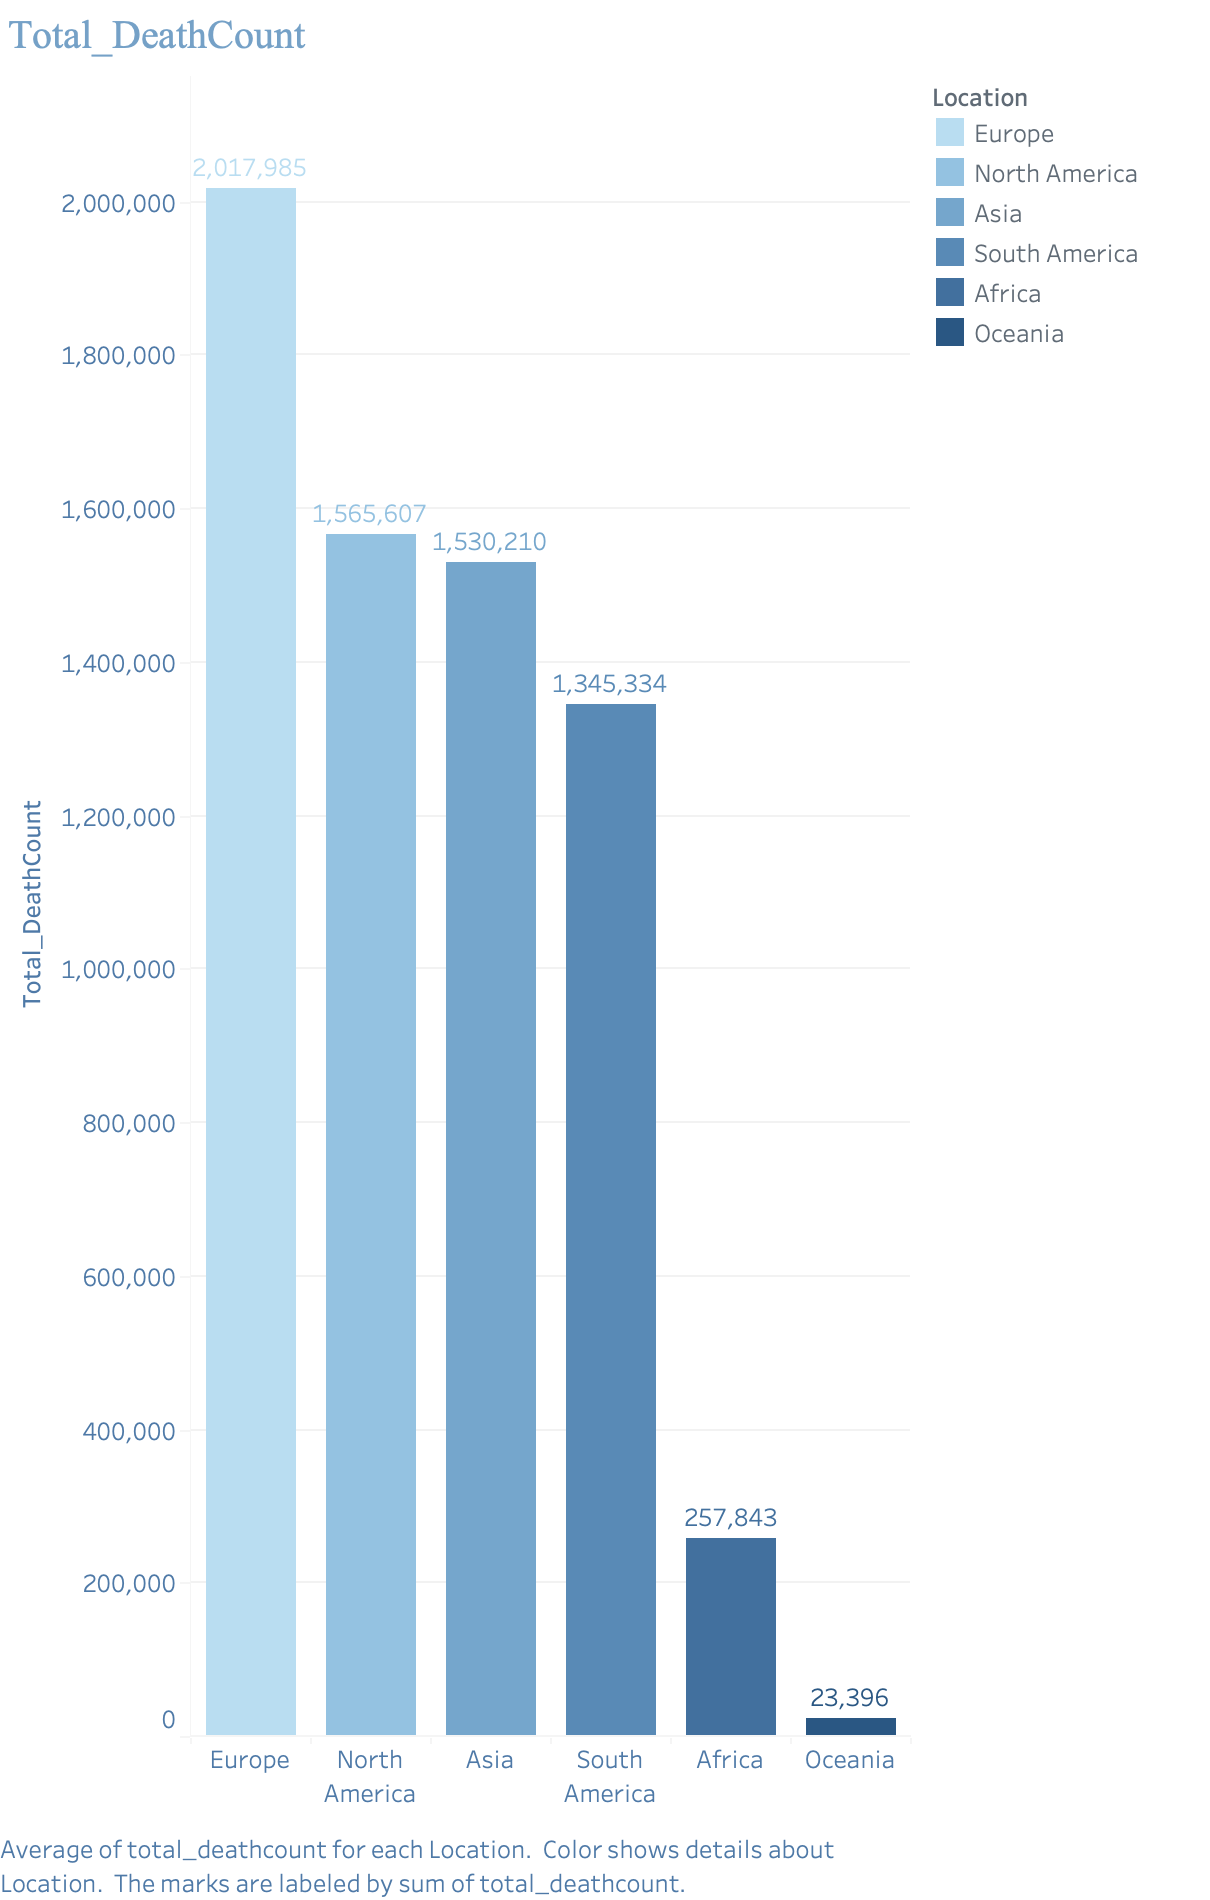 Total_DeathCount
Location
Europe
North America
Asia
South America
Africa
Oceania
2,017,985
2,000,000
1,800,000
1,600,000
1,565,607
1,530,210
1,400,000
1,345,334
1,200,000
Total_DeathCount
1,000,000
800,000
600,000
400,000
257,843
200,000
23,396
0
Europe
North
America
Asia
South
America
Africa
Oceania
Average of total_deathcount for each Location.  Color shows details about
Location.  The marks are labeled by sum of total_deathcount.